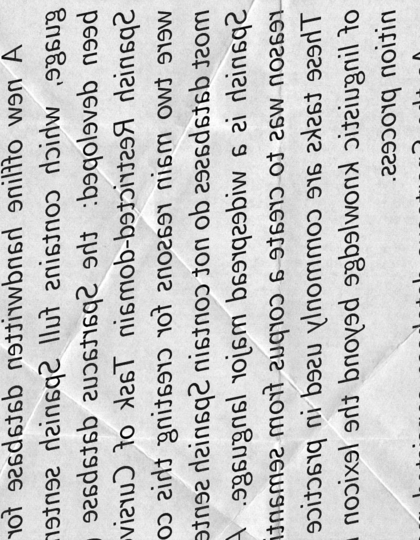 A new offline handwritten database for
guage, which contains full Spanish senten
been developed: the Spartacus database (
Spanish Restricted-domain Task of Cursiv
were two main reasons for creating this co
most databases do not contain Spanish sente
Spanish is a widespread major language. A
reason was to create a corpus from semant
These tasks are commonly used in practice
of linguistic knowledge beyond the lexicon
nition process.